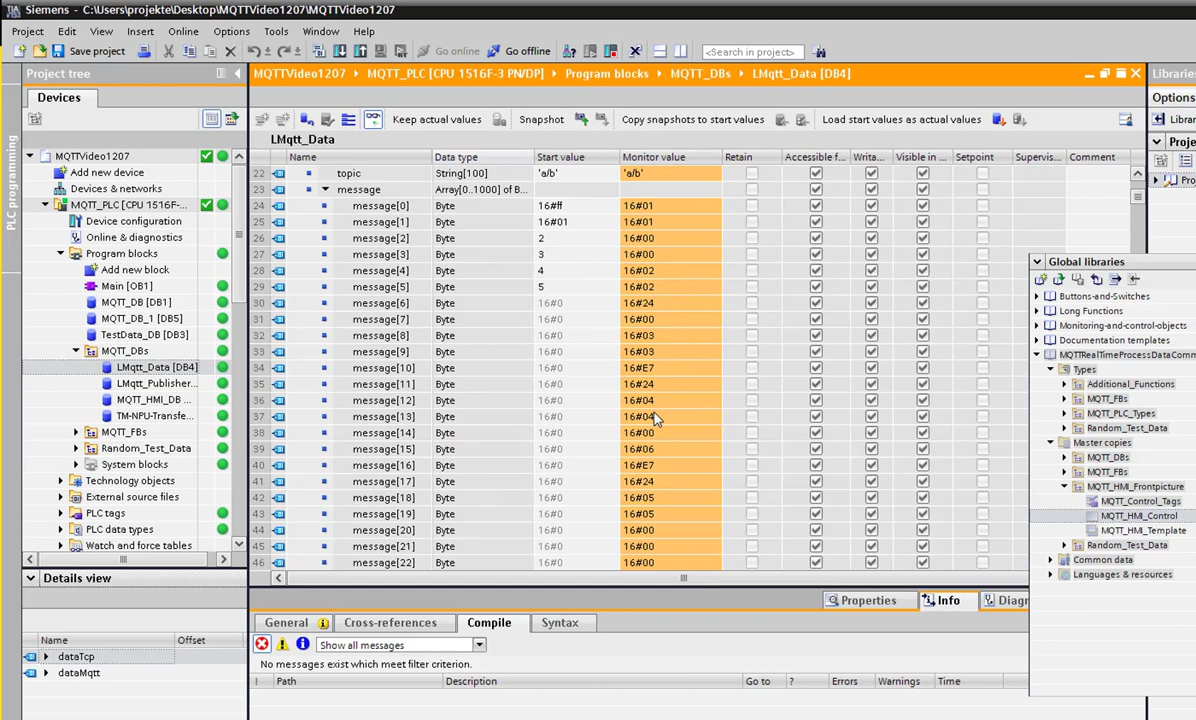 Siemens - C:\Users\projekte\Desktop\MQTTVideo1207\MQTTVideo1207
Project Edit View Insert Online Options Tools Window Help
Save project Go online Go offline <Search in project>
Project tree
MQTTVideo1207 MQTT_PLC [CPU 1516F-3 PN/DP] Program blocks MQTT_DBs LMqtt_Data [DB4]
Libraries
Devices
Options
Keep actual values Snapshot Copy snapshots to start values Load start values as actual values
Librar
LMqtt_Data
Proje
PLC programming
Name Data type Start value Monitor value Retain Accessible f... Writa... Visible in ... Setpoint Supervis... Comment
22 topic String[100] 'a/b' 'a/b'
23 message Array[0..1000] of B...
24 message[0] Byte 16#ff 16#01
25 message[1] Byte 16#01 16#01
26 message[2] Byte 2 16#00
27 message[3] Byte 3 16#00
28 message[4] Byte 4 16#02
29 message[5] Byte 5 16#02
30 message[6] Byte 16#0 16#24
31 message[7] Byte 16#0 16#00
32 message[8] Byte 16#0 16#03
33 message[9] Byte 16#0 16#03
34 message[10] Byte 16#0 16#E7
35 message[11] Byte 16#0 16#24
36 message[12] Byte 16#0 16#04
37 message[13] Byte 16#0 16#04
38 message[14] Byte 16#0 16#00
39 message[15] Byte 16#0 16#06
40 message[16] Byte 16#0 16#E7
41 message[17] Byte 16#0 16#24
42 message[18] Byte 16#0 16#05
43 message[19] Byte 16#0 16#05
44 message[20] Byte 16#0 16#00
45 message[21] Byte 16#0 16#00
46 message[22] Byte 16#0 16#00
MQTTVideo1207
Add new device
Devices & networks
MQTT_PLC [CPU 1516F-...
Device configuration
Online & diagnostics
Program blocks
Add new block
Main [OB1]
MQTT_DB [DB1]
MQTT_DB_1 [DB5]
TestData_DB [DB3]
MQTT_DBs
LMqtt_Data [DB4]
LMqtt_Publisher...
MQTT_HMI_DB ...
TM-NPU-Transfe...
MQTT_FBs
Random_Test_Data
System blocks
Technology objects
External source files
PLC tags
PLC data types
Watch and force tables
Global libraries
Buttons-and-Switches
Long Functions
Monitoring-and-control-objects
Documentation templates
MQTTRealTimeProcessDataComm
Types
Additional_Functions
MQTT_FBs
MQTT_PLC_Types
Random_Test_Data
Master copies
MQTT_DBs
MQTT_FBs
MQTT_HMI_Frontpicture
MQTT_Control_Tags
MQTT_HMI_Control
MQTT_HMI_Template
Random_Test_Data
Common data
Languages & resources
Details view
Name Offset
dataTcp
dataMqtt
Properties Info Diagn
General Cross-references Compile Syntax
Show all messages
No messages exist which meet filter criterion.
! Path Description Go to ? Errors Warnings Time